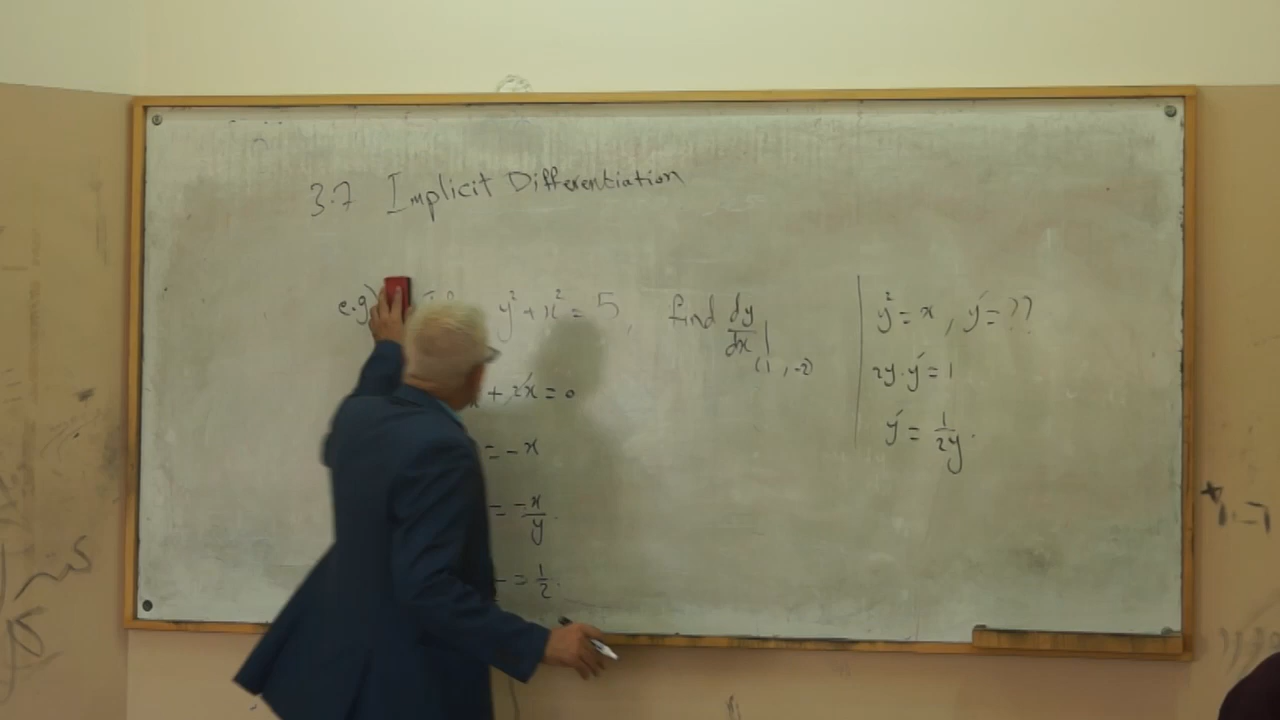 3.7 Implicit Differentiation
e.g) If y² + x² = 5, find dy/dx |(1, -2)
+ 2x = 0
= -x
= -x/y.
= 1/2.
y² = x, y' = ??
2y.y' = 1
y' = 1/2y.